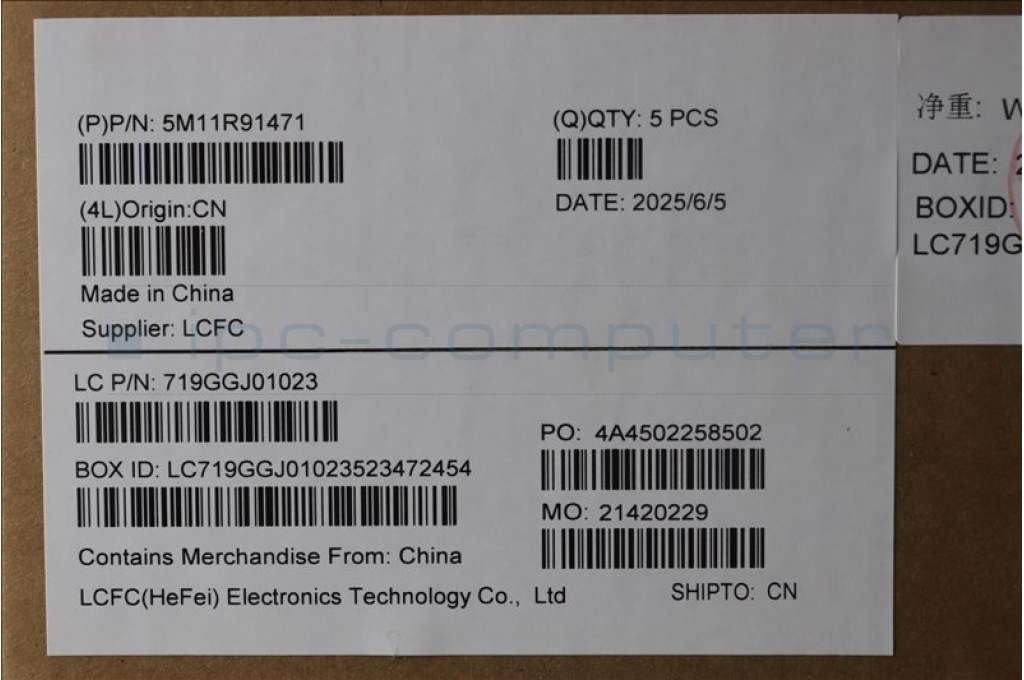 (P)P/N: 5M11R91471
(Q)QTY: 5 PCS
(4L)Origin:CN
DATE: 2025/6/5
Made in China
Supplier: LCFC
ipc-computer
LC P/N: 719GGJ01023
PO: 4A4502258502
BOX ID: LC719GGJ01023523472454
MO: 21420229
Contains Merchandise From: China
LCFC(HeFei) Electronics Technology Co., Ltd
SHIPTO: CN
净重: W
DATE: 2
BOXID:
LC719G